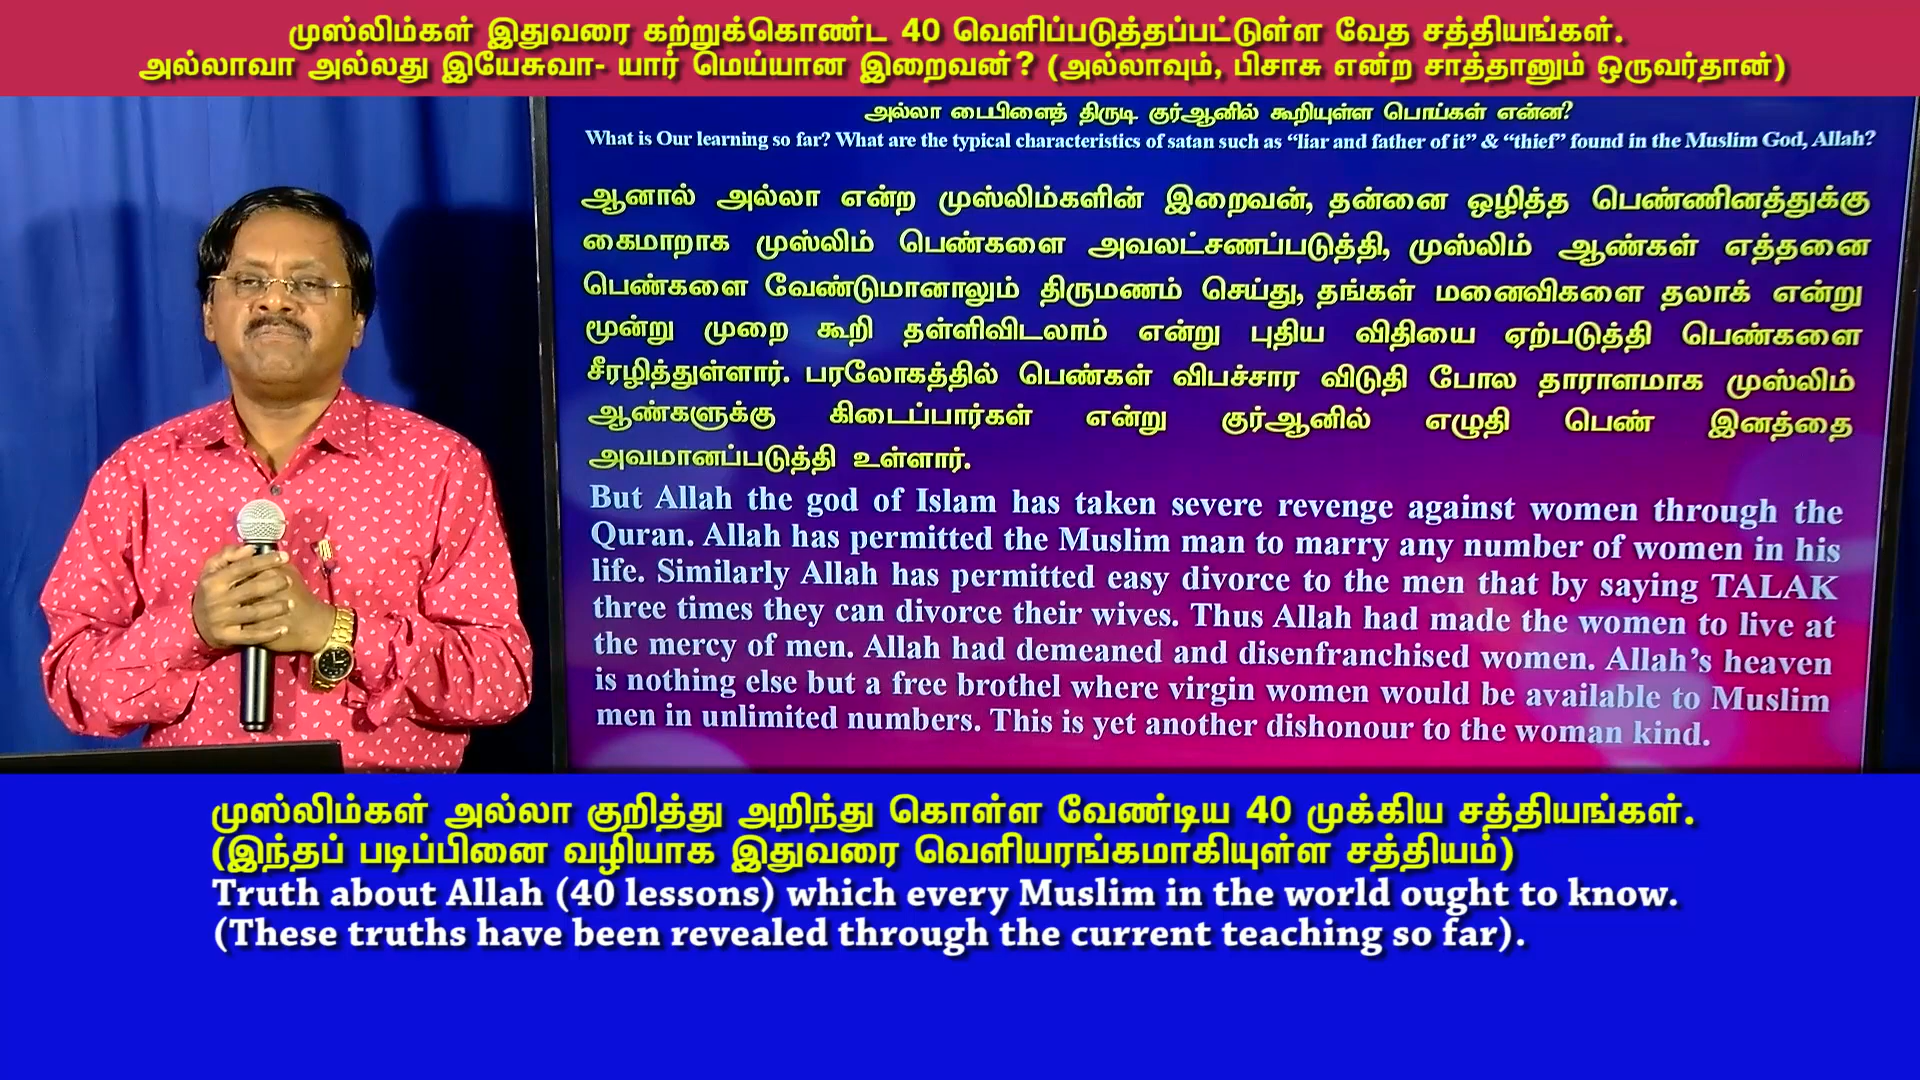 முஸ்லிம்கள் இதுவரை கற்றுக்கொண்ட 40 வெளிப்படுத்தப்பட்டுள்ள வேத சத்தியங்கள்.
அல்லாவா அல்லது இயேசுவா- யார் மெய்யான இறைவன்? (அல்லாவும், பிசாசு என்ற சாத்தானும் ஒருவர்தான்)
அல்லா பைபிளைத் திருடி குர்ஆனில் கூறியுள்ள பொய்கள் என்ன?
What is Our learning so far? What are the typical characteristics of satan such as “liar and father of it” & “thief” found in the Muslim God, Allah?
ஆனால் அல்லா என்ற முஸ்லிம்களின் இறைவன், தன்னை ஒழித்த பெண்ணினத்துக்கு
கைமாறாக முஸ்லிம் பெண்களை அவலட்சணப்படுத்தி, முஸ்லிம் ஆண்கள் எத்தனை
பெண்களை வேண்டுமானாலும் திருமணம் செய்து, தங்கள் மனைவிகளை தலாக் என்று
மூன்று முறை கூறி தள்ளிவிடலாம் என்று புதிய விதியை ஏற்படுத்தி பெண்களை
சீரழித்துள்ளார். பரலோகத்தில் பெண்கள் விபச்சார விடுதி போல தாராளமாக முஸ்லிம்
ஆண்களுக்கு கிடைப்பார்கள் என்று குர்ஆனில் எழுதி பெண் இனத்தை
அவமானப்படுத்தி உள்ளார்.
But Allah the god of Islam has taken severe revenge against women through the
Quran. Allah has permitted the Muslim man to marry any number of women in his
life. Similarly Allah has permitted easy divorce to the men that by saying TALAK
three times they can divorce their wives. Thus Allah had made the women to live at
the mercy of men. Allah had demeaned and disenfranchised women. Allah’s heaven
is nothing else but a free brothel where virgin women would be available to Muslim
men in unlimited numbers. This is yet another dishonour to the woman kind.
முஸ்லிம்கள் அல்லா குறித்து அறிந்து கொள்ள வேண்டிய 40 முக்கிய சத்தியங்கள்.
(இந்தப் படிப்பினை வழியாக இதுவரை வெளியரங்கமாகியுள்ள சத்தியம்)
Truth about Allah (40 lessons) which every Muslim in the world ought to know.
(These truths have been revealed through the current teaching so far).